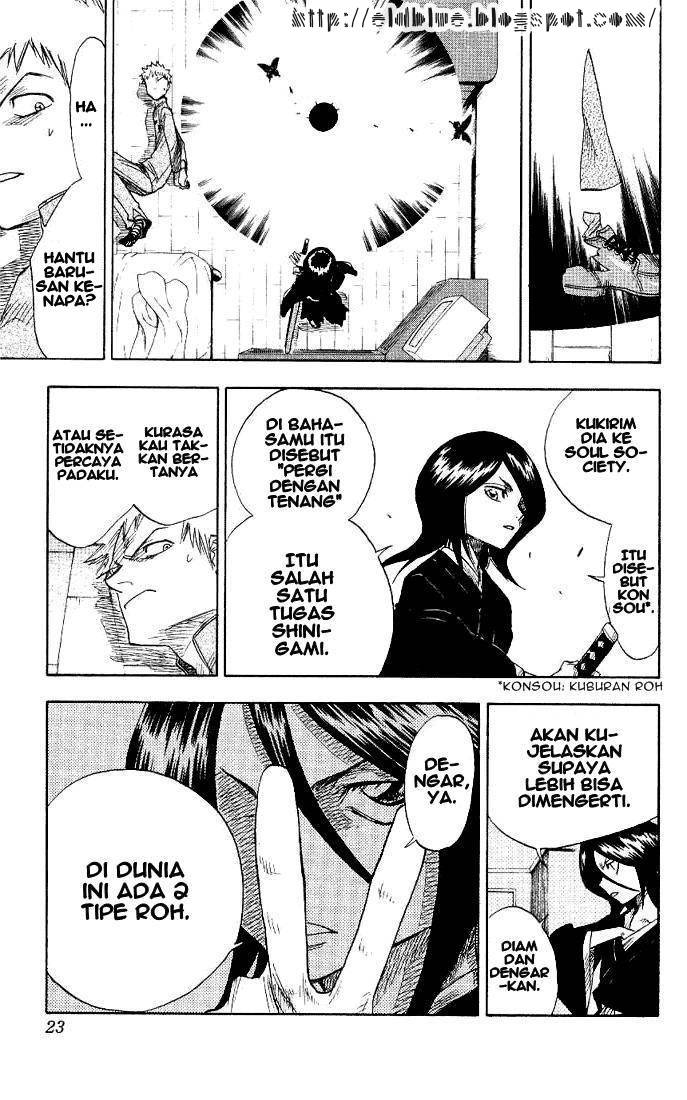 http://eldblue.blogspot.com/
HA
...
HANTU
BARU-
SAN KE-
NAPA?
KUKIRIM
DIA KE
SOUL SO-
CIETY.
ITU
DISE-
BUT
KON
SOU*.
DI BAHA-
SAMU ITU
DISEBUT
"PERGI
DENGAN
TENANG"
ITU
SALAH
SATU
TUGAS
SHINI-
GAMI.
*KONSOU: KUBURAN ROH
KURASA
KAU TAK-
KAN BER-
TANYA
ATAU SE-
TIDAKNYA
PERCAYA
PADAKU.
AKAN KU-
JELASKAN
SUPAYA
LEBIH BISA
DIMENGERTI.
DIAM
DAN
DENGAR-
KAN.
DE-
NGAR,
YA.
DI DUNIA
INI ADA 2
TIPE ROH.
23